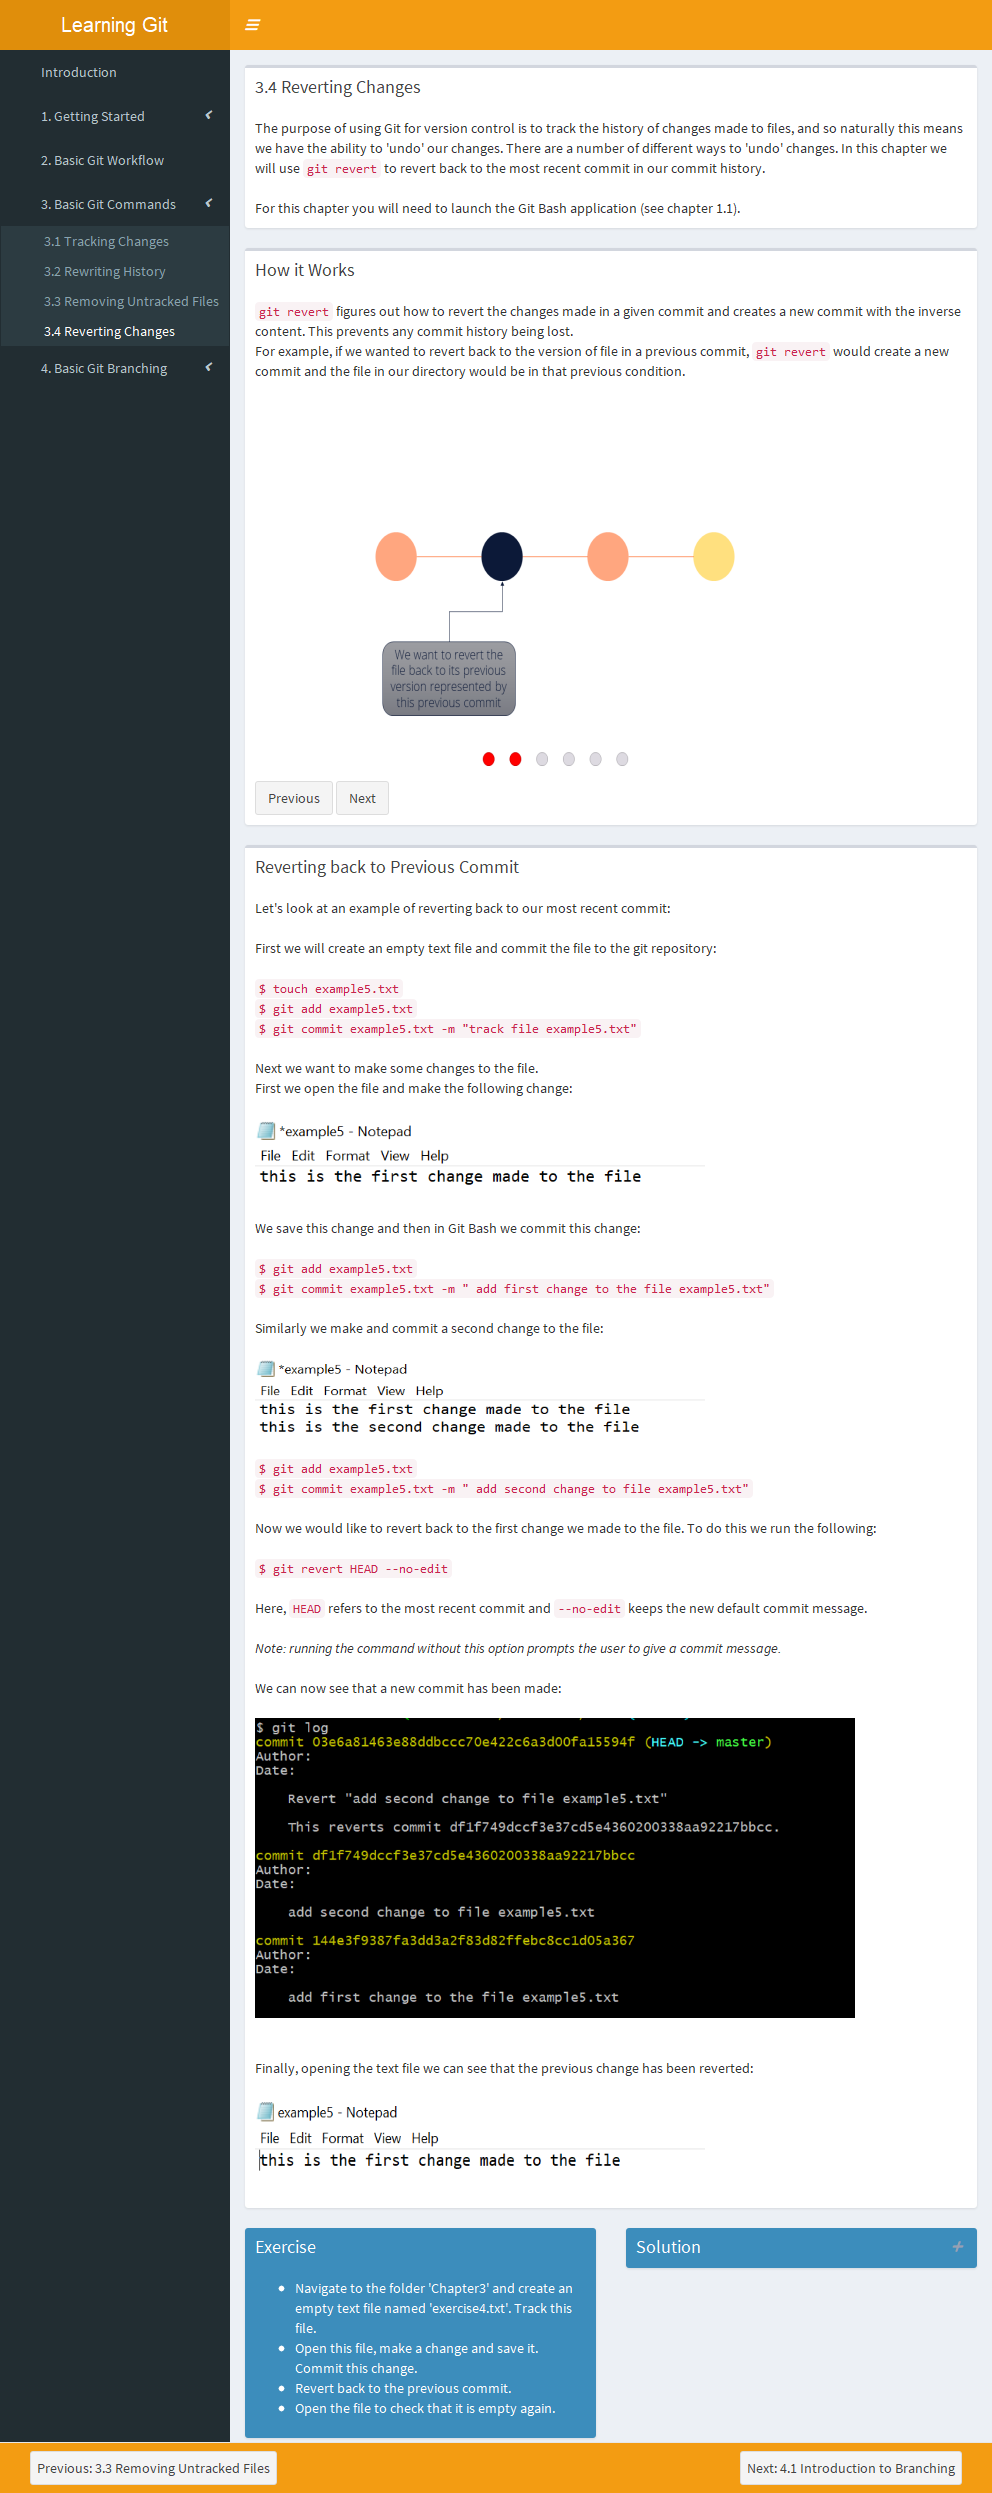 Learning Git
Introduction
1. Getting Started
2. Basic Git Workflow
3. Basic Git Commands
3.1 Tracking Changes
3.2 Rewriting History
3.3 Removing Untracked Files
3.4 Reverting Changes
4. Basic Git Branching
3.4 Reverting Changes
The purpose of using Git for version control is to track the history of changes made to files, and so naturally this means
we have the ability to 'undo' our changes. There are a number of different ways to 'undo' changes. In this chapter we
will use git revert to revert back to the most recent commit in our commit history.
For this chapter you will need to launch the Git Bash application (see chapter 1.1).
How it Works
git revert figures out how to revert the changes made in a given commit and creates a new commit with the inverse
content. This prevents any commit history being lost.
For example, if we wanted to revert back to the version of file in a previous commit, git revert would create a new
commit and the file in our directory would be in that previous condition.
We want to revert the
file back to its previous
version represented by
this previous commit
Previous Next
Reverting back to Previous Commit
Let's look at an example of reverting back to our most recent commit:
First we will create an empty text file and commit the file to the git repository:
$ touch example5.txt
$ git add example5.txt
$ git commit example5.txt -m "track file example5.txt"
Next we want to make some changes to the file.
First we open the file and make the following change:
*example5 - Notepad
File Edit Format View Help
this is the first change made to the file
We save this change and then in Git Bash we commit this change:
$ git add example5.txt
$ git commit example5.txt -m " add first change to the file example5.txt"
Similarly we make and commit a second change to the file:
*example5 - Notepad
File Edit Format View Help
this is the first change made to the file
this is the second change made to the file
$ git add example5.txt
$ git commit example5.txt -m " add second change to file example5.txt"
Now we would like to revert back to the first change we made to the file. To do this we run the following:
$ git revert HEAD --no-edit
Here, HEAD refers to the most recent commit and --no-edit keeps the new default commit message.
Note: running the command without this option prompts the user to give a commit message.
We can now see that a new commit has been made:
$ git log
commit 03e6a81463e88ddbccc70e422c6a3d00fa15594f (HEAD -> master)
Author:
Date:
Revert "add second change to file example5.txt"
This reverts commit df1f749dccf3e37cd5e4360200338aa92217bbcc.
commit df1f749dccf3e37cd5e4360200338aa92217bbcc
Author:
Date:
add second change to file example5.txt
commit 144e3f9387fa3dd3a2f83d82ffebc8cc1d05a367
Author:
Date:
add first change to the file example5.txt
Finally, opening the text file we can see that the previous change has been reverted:
example5 - Notepad
File Edit Format View Help
this is the first change made to the file
Exercise
• Navigate to the folder 'Chapter3' and create an
empty text file named 'exercise4.txt'. Track this
file.
• Open this file, make a change and save it.
Commit this change.
• Revert back to the previous commit.
• Open the file to check that it is empty again.
Solution
Previous: 3.3 Removing Untracked Files
Next: 4.1 Introduction to Branching